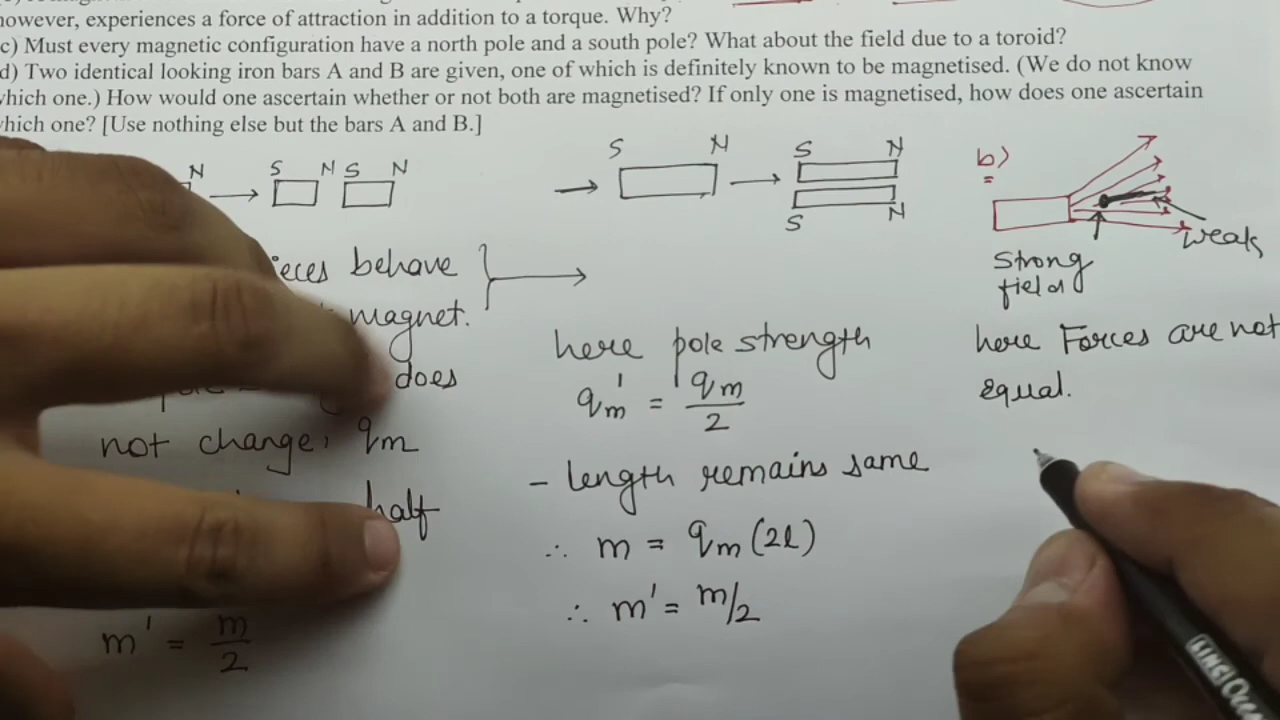 however, experiences a force of attraction in addition to a torque. Why?
c) Must every magnetic configuration have a north pole and a south pole? What about the field due to a toroid?
d) Two identical looking iron bars A and B are given, one of which is definitely known to be magnetised. (We do not know
which one.) How would one ascertain whether or not both are magnetised? If only one is magnetised, how does one ascertain
which one? [Use nothing else but the bars A and B.]
N → S N S N
→ S N → S N
S N
ieces behave
magnet.
does
not change, qm
half
m' = m/2
here pole strength
qm' = qm/2
- length remains same
∴ m = qm (2l)
∴ m' = m/2
b)
weak
Strong
field
here Forces are not
equal.
LINC Ocea